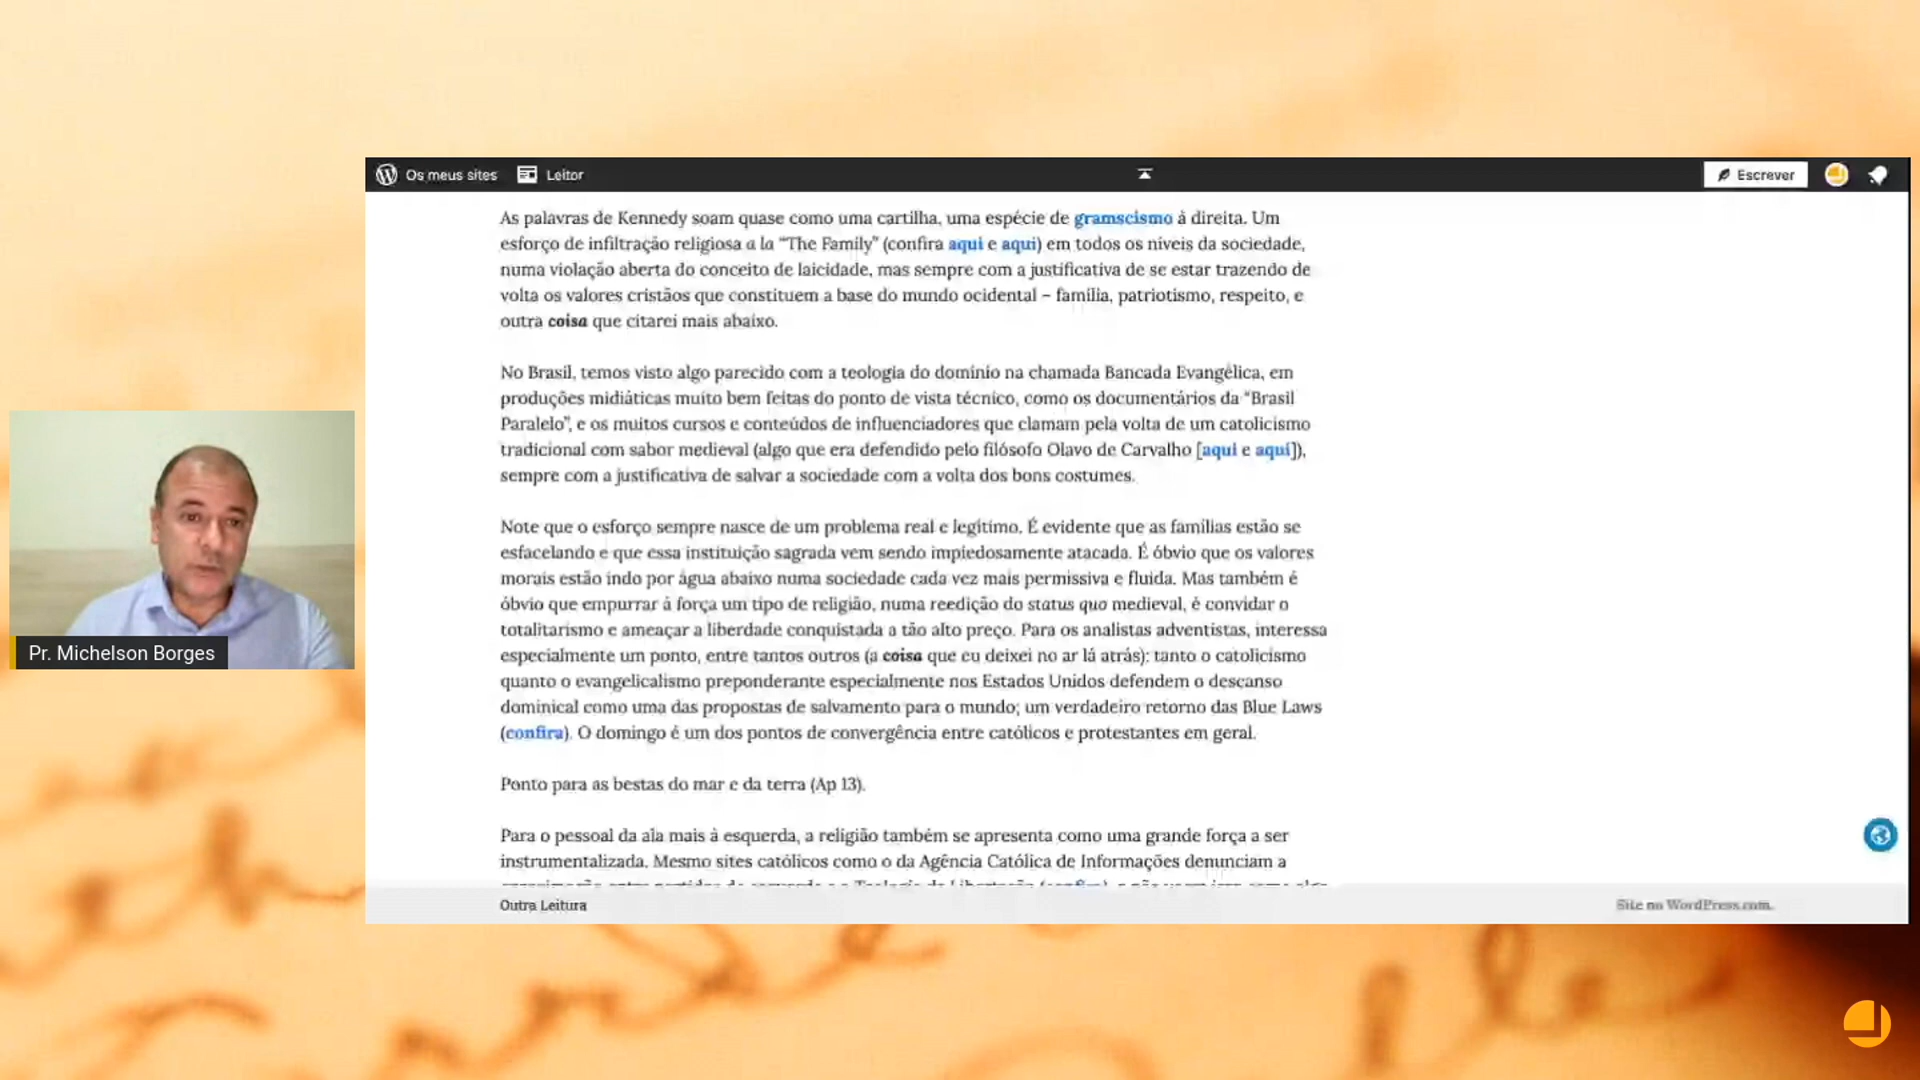 Os meus sites
Leitor
Escrever
As palavras de Kennedy soam quase como uma cartilha, uma espécie de gramscismo à direita. Um
esforço de infiltração religiosa a la “The Family” (confira aqui e aqui) em todos os níveis da sociedade,
numa violação aberta do conceito de laicidade, mas sempre com a justificativa de se estar trazendo de
volta os valores cristãos que constituem a base do mundo ocidental – família, patriotismo, respeito, e
outra coisa que citarei mais abaixo.
No Brasil, temos visto algo parecido com a teologia do domínio na chamada Bancada Evangélica, em
produções midiáticas muito bem feitas do ponto de vista técnico, como os documentários da “Brasil
Paralelo”, e os muitos cursos e conteúdos de influenciadores que clamam pela volta de um catolicismo
tradicional com sabor medieval (algo que era defendido pelo filósofo Olavo de Carvalho [aqui e aqui]),
sempre com a justificativa de salvar a sociedade com a volta dos bons costumes.
Note que o esforço sempre nasce de um problema real e legítimo. É evidente que as famílias estão se
esfacelando e que essa instituição sagrada vem sendo impiedosamente atacada. É óbvio que os valores
morais estão indo por água abaixo numa sociedade cada vez mais permissiva e fluida. Mas também é
óbvio que empurrar à força um tipo de religião, numa reedição do status quo medieval, é convidar o
totalitarismo e ameaçar a liberdade conquistada a tão alto preço. Para os analistas adventistas, interessa
especialmente um ponto, entre tantos outros (a coisa que eu deixei no ar lá atrás): tanto o catolicismo
quanto o evangelicalismo preponderante especialmente nos Estados Unidos defendem o descanso
dominical como uma das propostas de salvamento para o mundo; um verdadeiro retorno das Blue Laws
(confira). O domingo é um dos pontos de convergência entre católicos e protestantes em geral.
Pr. Michelson Borges
Ponto para as bestas do mar e da terra (Ap 13).
Para o pessoal da ala mais à esquerda, a religião também se apresenta como uma grande força a ser
instrumentalizada. Mesmo sites católicos como o da Agência Católica de Informações denunciam a
Outra Leitura
Site no WordPress.com.